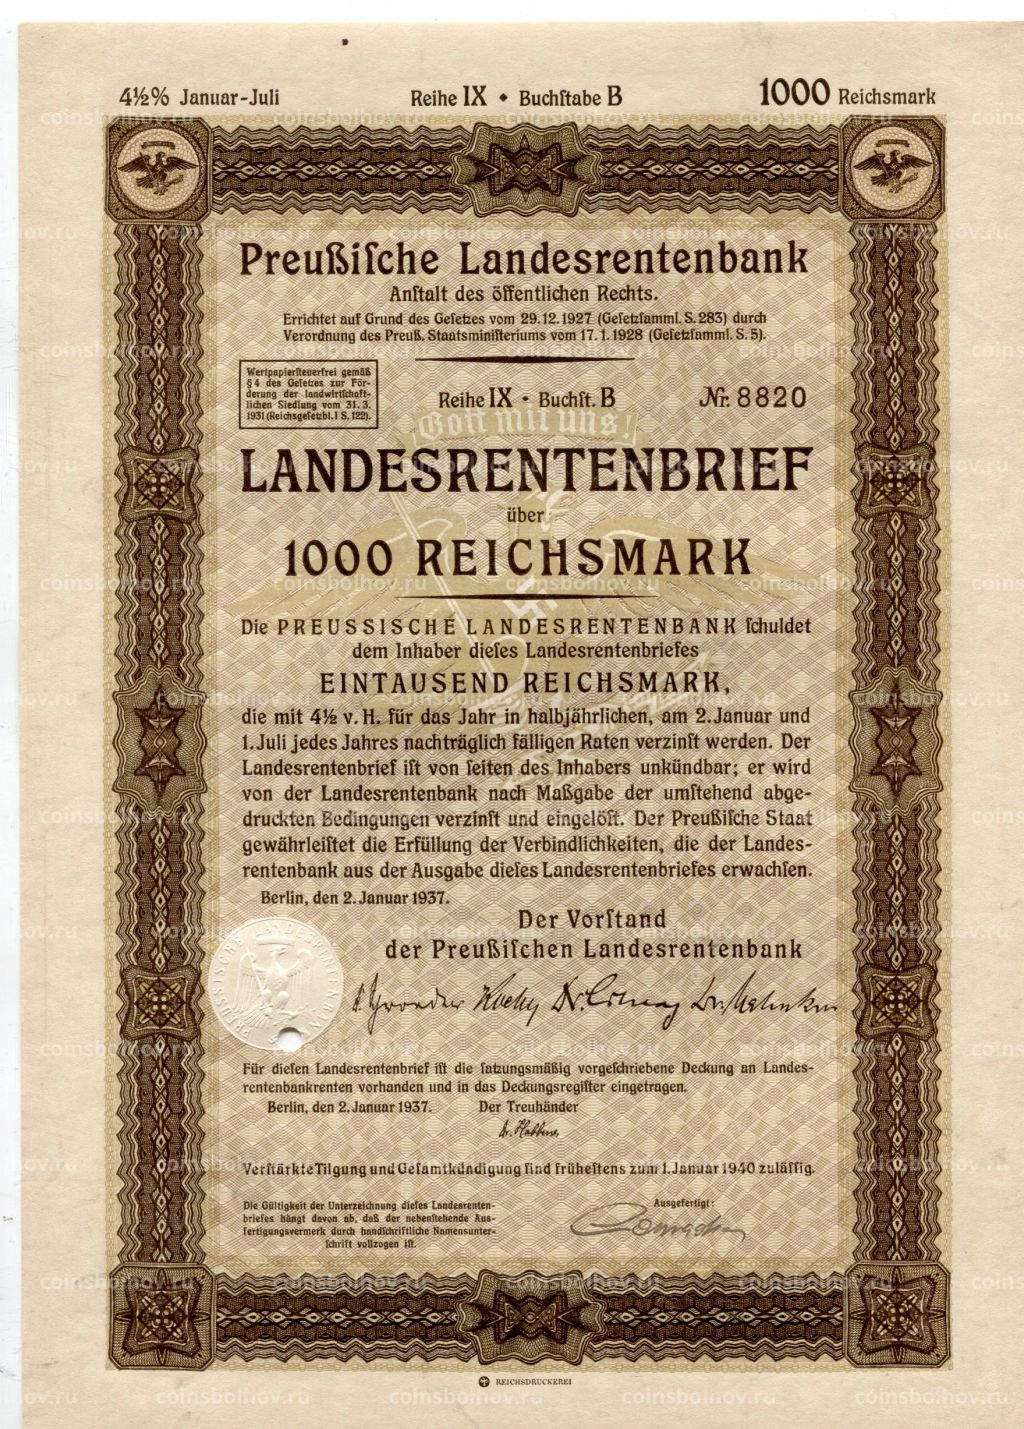 4½% Januar-Juli
Reihe IX • Buchſtabe B
1000 Reichsmark
Preußiſche Landesrentenbank
Anſtalt des öffentlichen Rechts.
Errichtet auf Grund des Geſetzes vom 29.12.1927 (Geſetzſamml. S. 283) durch
Verordnung des Preuß. Staatsminiſteriums vom 17.1.1928 (Geſetzſamml. S. 5).
Wertpapierſteuerfrei gemäß
§ 4 des Geſetzes zur För-
derung der landwirtſchaft-
lichen Siedlung vom 31.3.
1931 (Reichsgeſetzbl. I S. 122).
Reihe IX • Buchſt. B
Nr. 8820
Gott mit uns!
LANDESRENTENBRIEF
über
1000 REICHSMARK
Die PREUSSISCHE LANDESRENTENBANK ſchuldet
dem Inhaber dieſes Landesrentenbriefes
EINTAUSEND REICHSMARK,
die mit 4½ v. H. für das Jahr in halbjährlichen, am 2. Januar und
1. Juli jedes Jahres nachträglich fälligen Raten verzinſt werden. Der
Landesrentenbrief iſt von ſeiten des Inhabers unkündbar; er wird
von der Landesrentenbank nach Maßgabe der umſtehend abge-
druckten Bedingungen verzinſt und eingelöſt. Der Preußiſche Staat
gewährleiſtet die Erfüllung der Verbindlichkeiten, die der Landes-
rentenbank aus der Ausgabe dieſes Landesrentenbriefes erwachſen.
Berlin, den 2. Januar 1937.
Der Vorſtand
der Preußiſchen Landesrentenbank
PREUSSISCHE LANDESRENTENBANK
Für dieſen Landesrentenbrief iſt die ſatzungsmäßig vorgeſchriebene Deckung an Landes-
rentenbankrenten vorhanden und in das Deckungsregiſter eingetragen.
Berlin, den 2. Januar 1937. Der Treuhänder
Verſtärkte Tilgung und Geſamtkündigung ſind früheſtens zum 1. Januar 1940 zuläſſig.
Die Gültigkeit der Unterzeichnung dieſes Landesrenten-
briefes hängt davon ab, daß der nebenſtehende Aus-
fertigungsvermerk durch handſchriftliche Namensunter-
ſchrift vollzogen iſt.
Ausgefertigt:
REICHSDRUCKEREI
coinsbolhov.ru